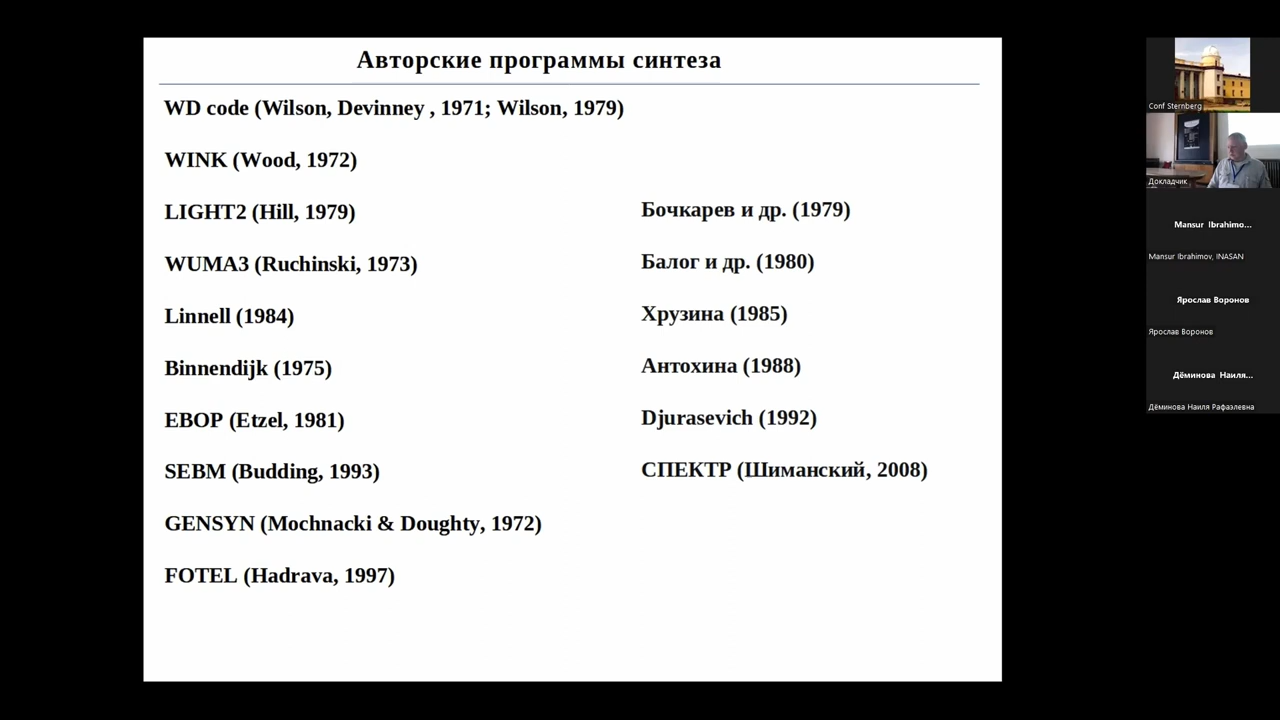 Авторские программы синтеза
WD code (Wilson, Devinney , 1971; Wilson, 1979)
WINK (Wood, 1972)
LIGHT2 (Hill, 1979)
WUMA3 (Ruchinski, 1973)
Linnell (1984)
Binnendijk (1975)
EBOP (Etzel, 1981)
SEBM (Budding, 1993)
GENSYN (Mochnacki & Doughty, 1972)
FOTEL (Hadrava, 1997)
Бочкарев и др. (1979)
Балог и др. (1980)
Хрузина (1985)
Антохина (1988)
Djurasevich (1992)
СПЕКТР (Шиманский, 2008)
Conf Sternberg
Докладчик
Mansur Ibrahimo...
Mansur Ibrahimov, INASAN
Ярослав Воронов
Ярослав Воронов
Дёминова Наиля...
Дёминова Наиля Рафаэлевна